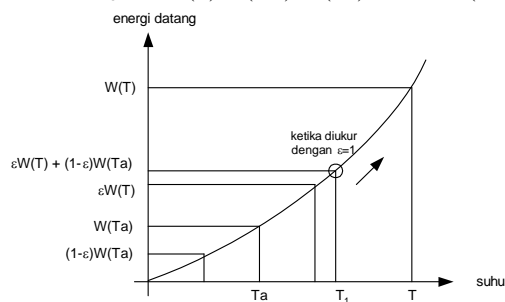 energi datang
W(T)
ketika diukur
dengan ε=1
εW(T) + (1-ε)W(Ta)
εW(T)
W(Ta)
(1-ε)W(Ta)
suhu
Ta
T₁
T